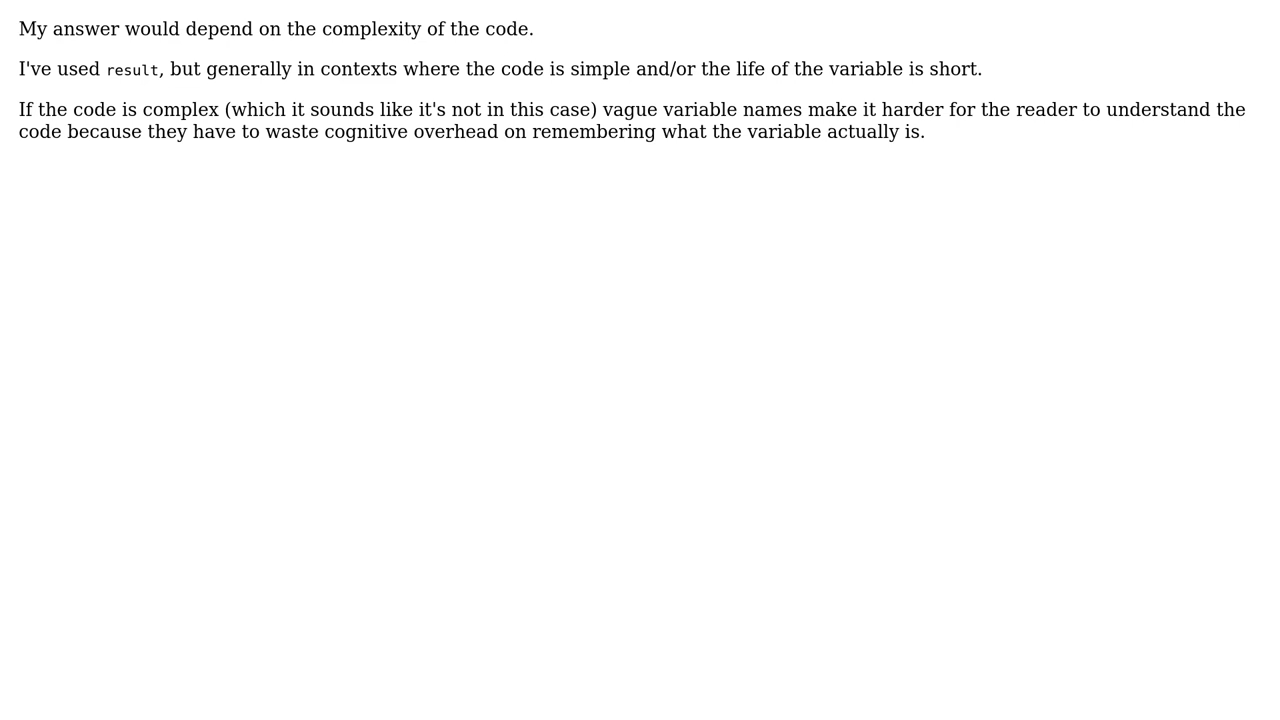 My answer would depend on the complexity of the code.
I've used result, but generally in contexts where the code is simple and/or the life of the variable is short.
If the code is complex (which it sounds like it's not in this case) vague variable names make it harder for the reader to understand the
code because they have to waste cognitive overhead on remembering what the variable actually is.